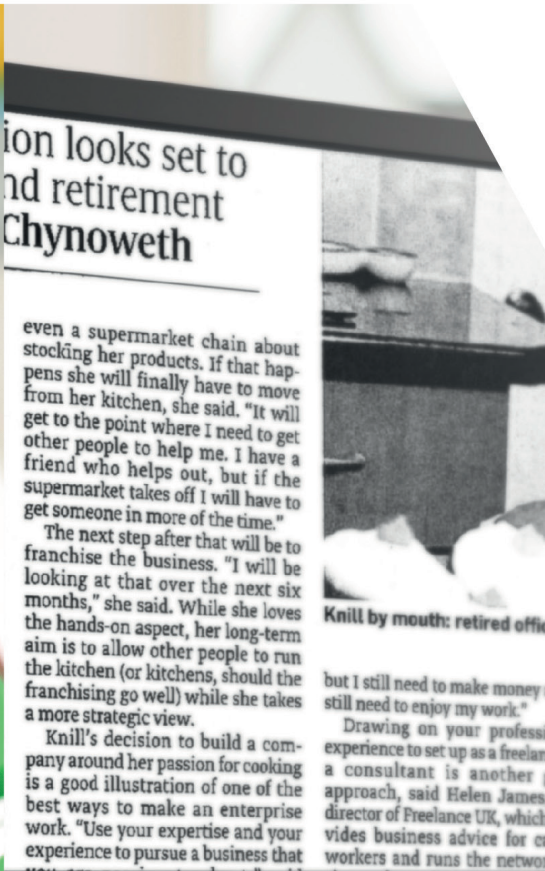 ion looks set to
nd retirement
Chynoweth
even a supermarket chain about
stocking her products. If that hap-
pens she will finally have to move
from her kitchen, she said. “It will
get to the point where I need to get
other people to help me. I have a
friend who helps out, but if the
supermarket takes off I will have to
get someone in more of the time.”
The next step after that will be to
franchise the business. “I will be
looking at that over the next six
months,” she said. While she loves
the hands-on aspect, her long-term
aim is to allow other people to run
the kitchen (or kitchens, should the
franchising go well) while she takes
a more strategic view.
Knill’s decision to build a com-
pany around her passion for cooking
is a good illustration of one of the
best ways to make an enterprise
work. “Use your expertise and your
experience to pursue a business that
Knill by mouth: retired offic
but I still need to make money
still need to enjoy my work.”
Drawing on your professi
experience to set up as a freelan
a consultant is another
approach, said Helen James
director of Freelance UK, which
vides business advice for c
workers and runs the networ